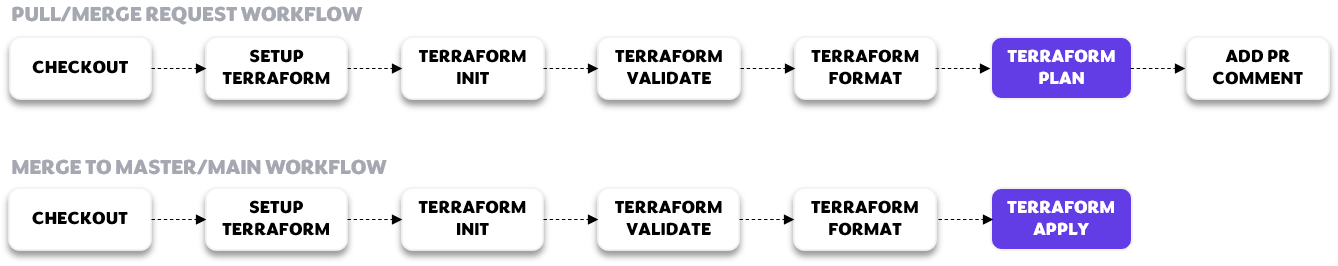 PULL/MERGE REQUEST WORKFLOW
CHECKOUT
SETUP
TERRAFORM
TERRAFORM
INIT
TERRAFORM
VALIDATE
TERRAFORM
FORMAT
TERRAFORM
PLAN
ADD PR
COMMENT
MERGE TO MASTER/MAIN WORKFLOW
CHECKOUT
SETUP
TERRAFORM
TERRAFORM
INIT
TERRAFORM
VALIDATE
TERRAFORM
FORMAT
TERRAFORM
APPLY